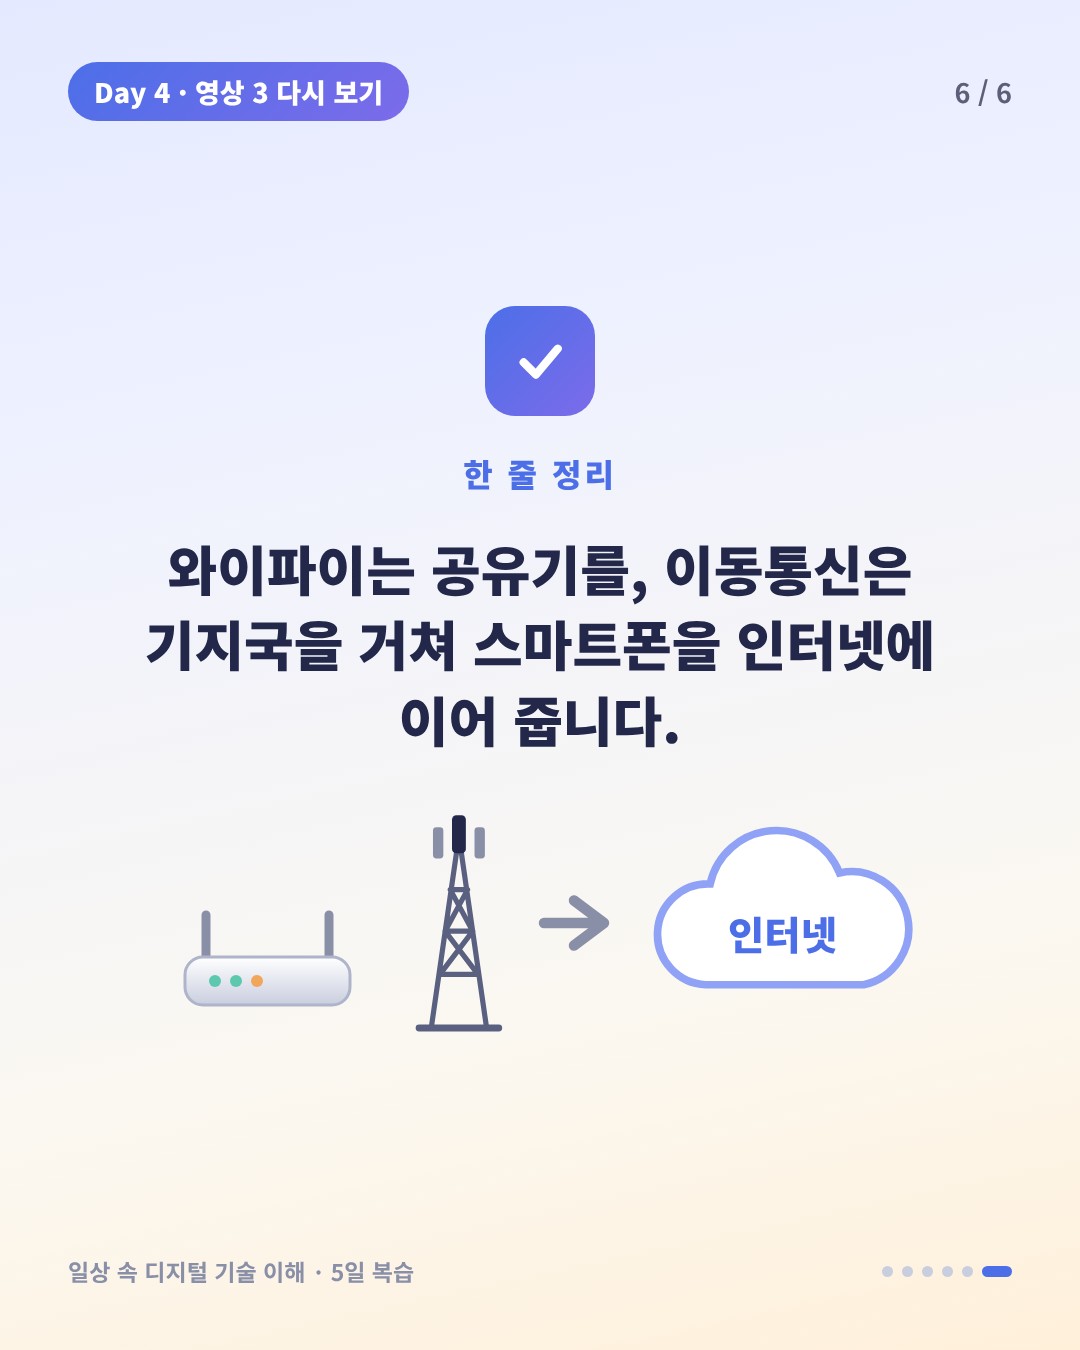 Day 4 · 영상 3 다시 보기
6 / 6
한 줄 정리
와이파이는 공유기를, 이동통신은
기지국을 거쳐 스마트폰을 인터넷에
이어 줍니다.
인터넷
일상 속 디지털 기술 이해 · 5일 복습